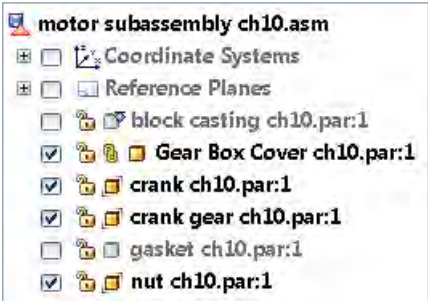 motor subassembly ch10.asm
Coordinate Systems
Reference Planes
block casting ch10.par:1
Gear Box Cover ch10.par:1
crank ch10.par:1
crank gear ch10.par:1
gasket ch10.par:1
nut ch10.par:1